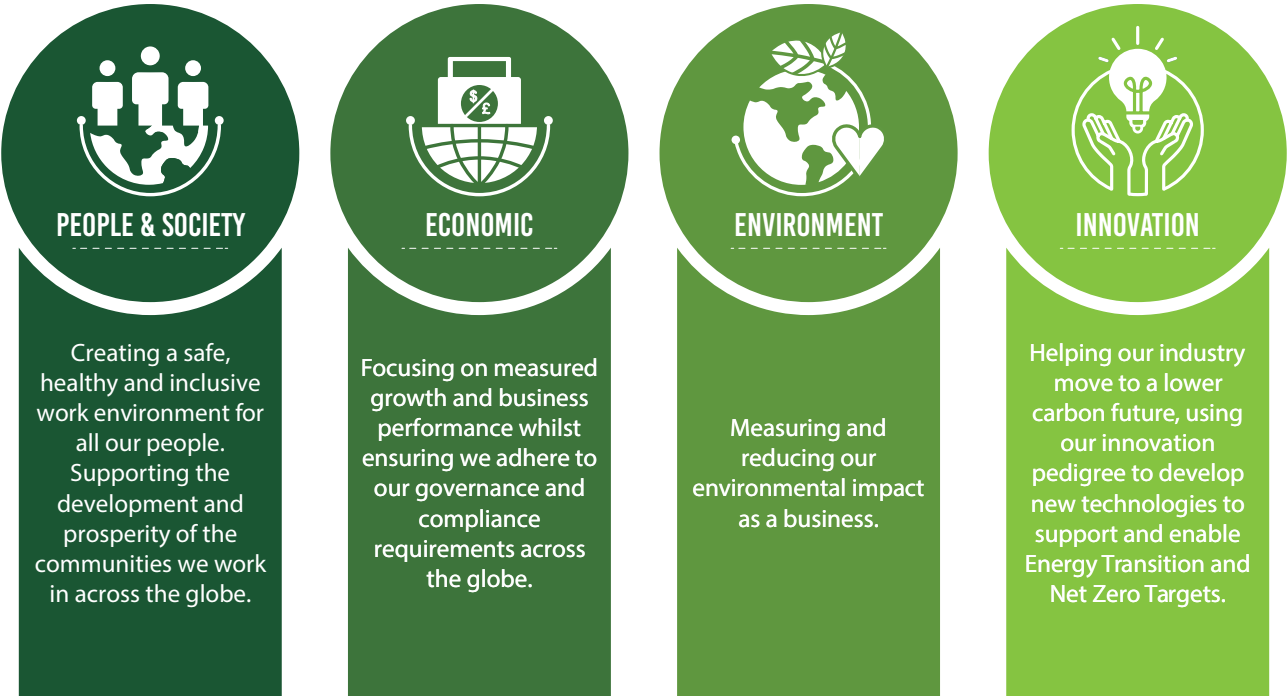 $
£
PEOPLE & SOCIETY
Creating a safe,
healthy and inclusive
work environment for
all our people.
Supporting the
development and
prosperity of the
communities we work
in across the globe.
ECONOMIC
Focusing on measured
growth and business
performance whilst
ensuring we adhere to
our governance and
compliance
requirements across
the globe.
ENVIRONMENT
Measuring and
reducing our
environmental impact
as a business.
INNOVATION
Helping our industry
move to a lower
carbon future, using
our innovation
pedigree to develop
new technologies to
support and enable
Energy Transition and
Net Zero Targets.